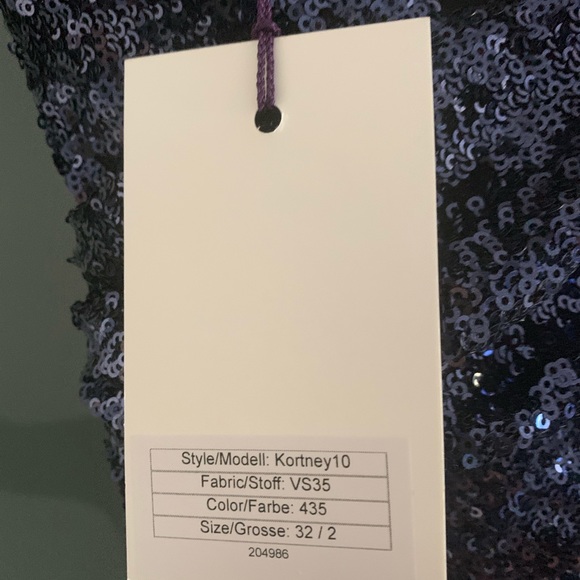 Style/Modell: Kortney10
Fabric/Stoff: VS35
Color/Farbe: 435
Size/Grosse: 32 / 2
204986